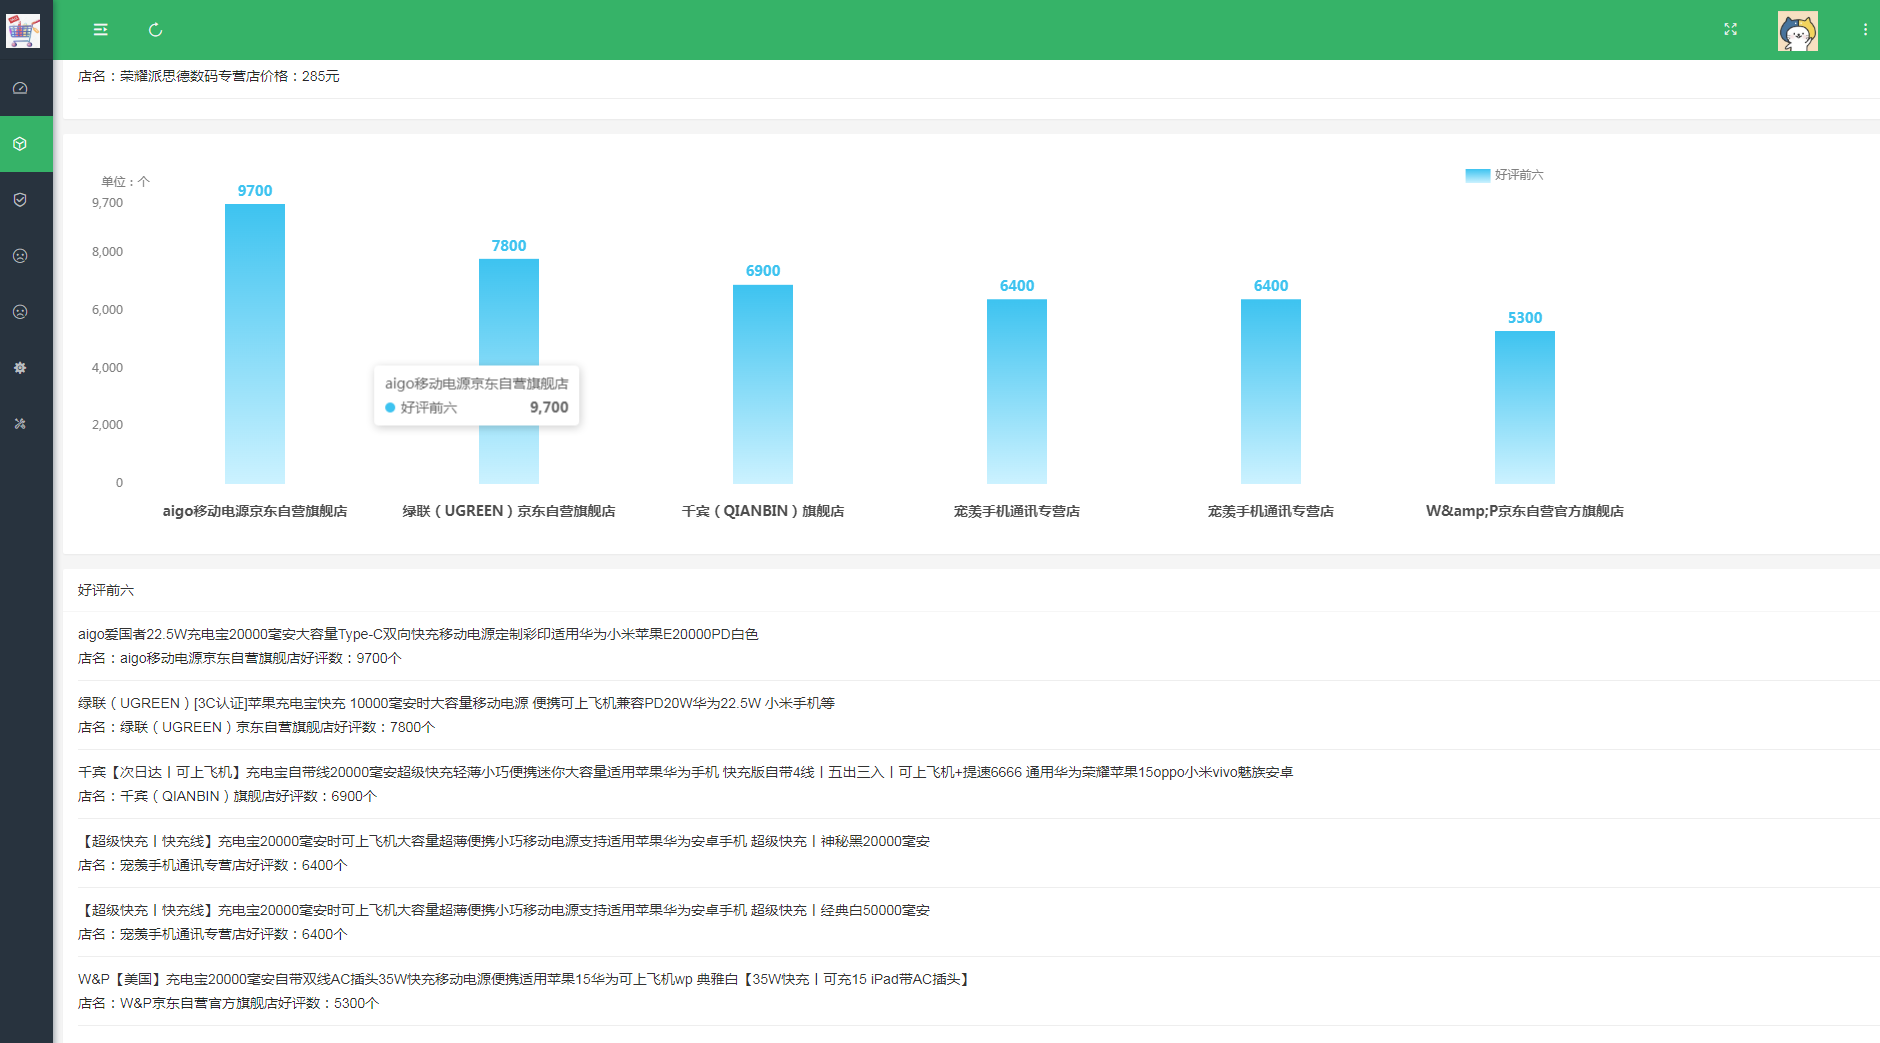 店名：荣耀派思德数码专营店价格：285元
单位：个
好评前六
9,700
8,000
6,000
4,000
2,000
0
9700
7800
6900
6400
6400
5300
aigo移动电源京东自营旗舰店
好评前六 9,700
aigo移动电源京东自营旗舰店
绿联（UGREEN）京东自营旗舰店
千宾（QIANBIN）旗舰店
宠羡手机通讯专营店
宠羡手机通讯专营店
W&amp;P京东自营官方旗舰店
好评前六
aigo爱国者22.5W充电宝20000毫安大容量Type-C双向快充移动电源定制彩印适用华为小米苹果E20000PD白色
店名：aigo移动电源京东自营旗舰店好评数：9700个
绿联（UGREEN）[3C认证]苹果充电宝快充 10000毫安时大容量移动电源 便携可上飞机兼容PD20W华为22.5W 小米手机等
店名：绿联（UGREEN）京东自营旗舰店好评数：7800个
千宾【次日达丨可上飞机】充电宝自带线20000毫安超级快充轻薄小巧便携迷你大容量适用苹果华为手机 快充版自带4线丨五出三入丨可上飞机+提速6666 通用华为荣耀苹果15oppo小米vivo魅族安卓
店名：千宾（QIANBIN）旗舰店好评数：6900个
【超级快充丨快充线】充电宝20000毫安时可上飞机大容量超薄便携小巧移动电源支持适用苹果华为安卓手机 超级快充丨神秘黑20000毫安
店名：宠羡手机通讯专营店好评数：6400个
【超级快充丨快充线】充电宝20000毫安时可上飞机大容量超薄便携小巧移动电源支持适用苹果华为安卓手机 超级快充丨经典白50000毫安
店名：宠羡手机通讯专营店好评数：6400个
W&P【美国】充电宝20000毫安自带双线AC插头35W快充移动电源便携适用苹果15华为可上飞机wp 典雅白【35W快充丨可充15 iPad带AC插头】
店名：W&P京东自营官方旗舰店好评数：5300个